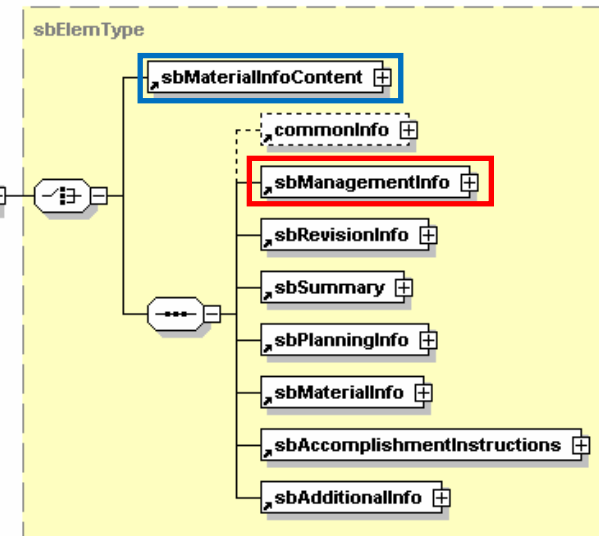 sbElemType
sbMaterialInfoContent
commonInfo
sbManagementInfo
sbRevisionInfo
sbSummary
sbPlanningInfo
sbMaterialInfo
sbAccomplishmentInstructions
sbAdditionalInfo